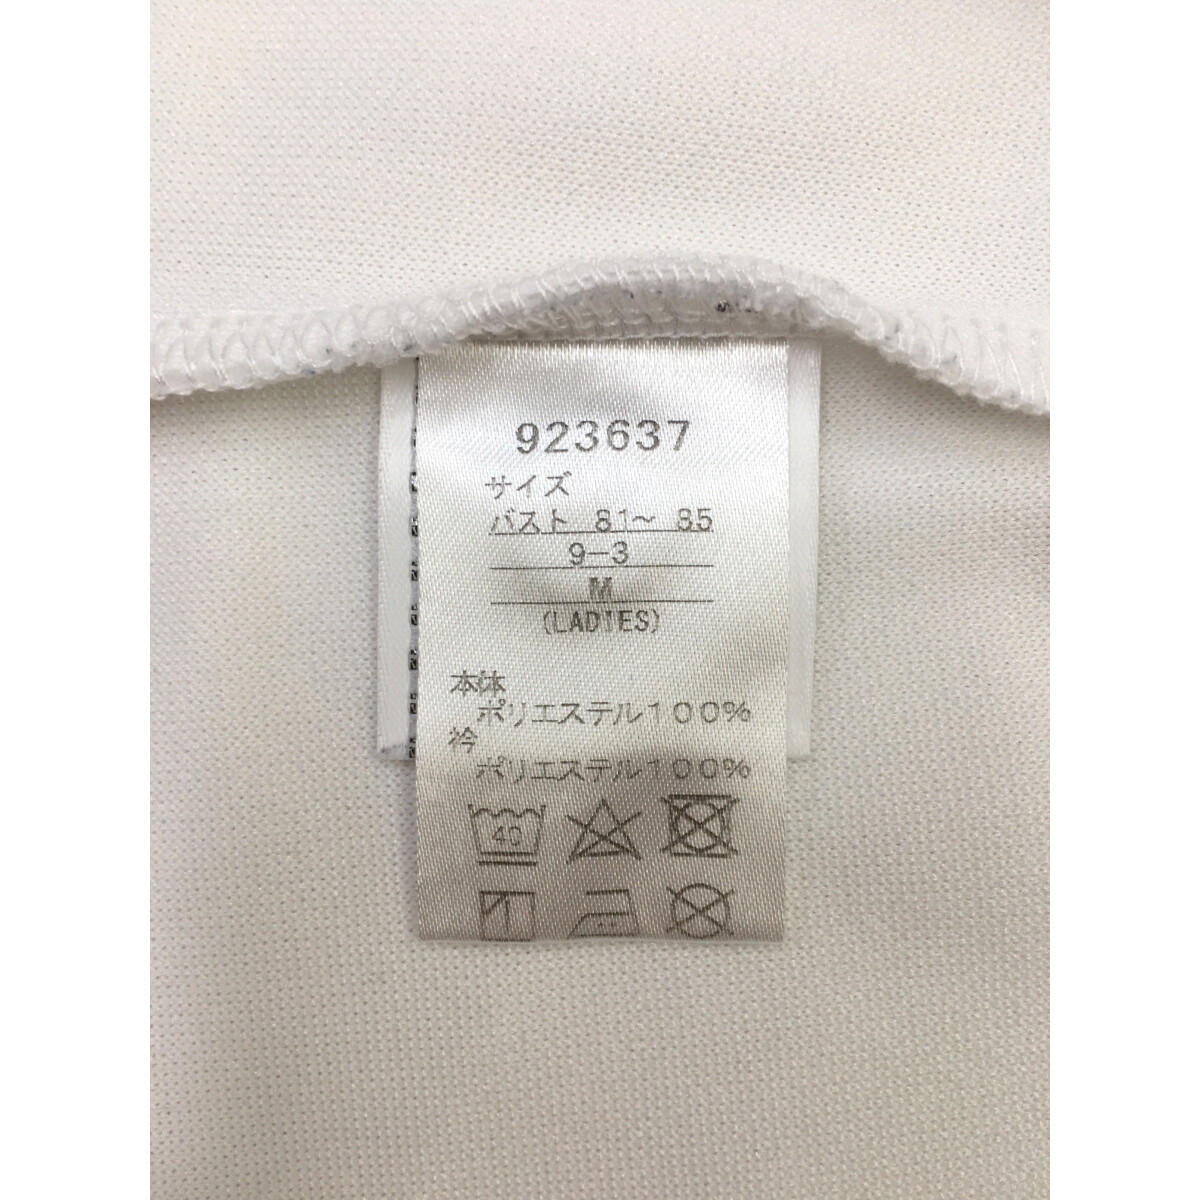 923637
サイズ
バスト 81～ 85
9-3
M
(LADIES)
本体
ポリエステル100%
衿
ポリエステル100%
40